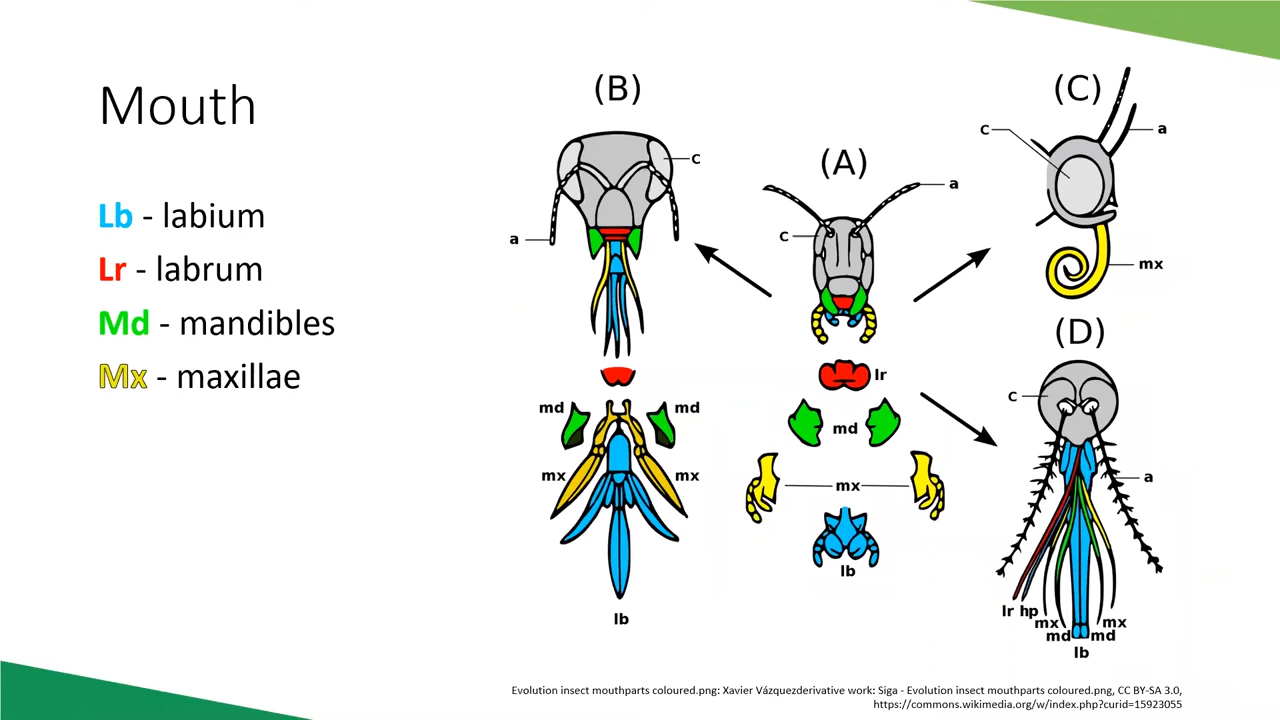 Mouth
Lb - labium
Lr - labrum
Md - mandibles
Mx - maxillae
(B)
c
a
md
md
mx
mx
lb
(A)
a
c
lr
md
mx
lb
(C)
c
a
mx
(D)
c
a
lr hp
mx
mx
md
md
lb
Evolution insect mouthparts coloured.png: Xavier Vázquezderivative work: Siga - Evolution insect mouthparts coloured.png, CC BY-SA 3.0,
https://commons.wikimedia.org/w/index.php?curid=15923055